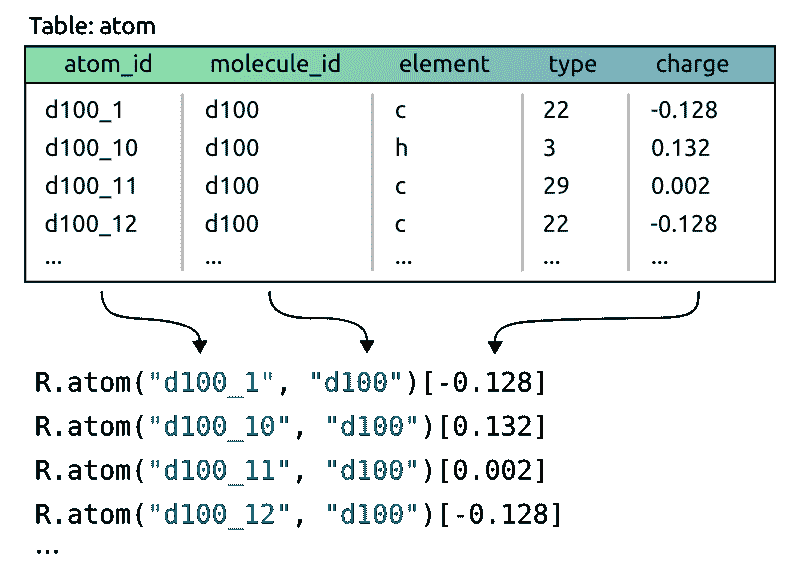 Table: atom
atom_id molecule_id element type charge
d100_1 d100 c 22 -0.128
d100_10 d100 h 3 0.132
d100_11 d100 c 29 0.002
d100_12 d100 c 22 -0.128
... ... ... ... ...
R.atom("d100_1", "d100")[-0.128]
R.atom("d100_10", "d100")[0.132]
R.atom("d100_11", "d100")[0.002]
R.atom("d100_12", "d100")[-0.128]
...